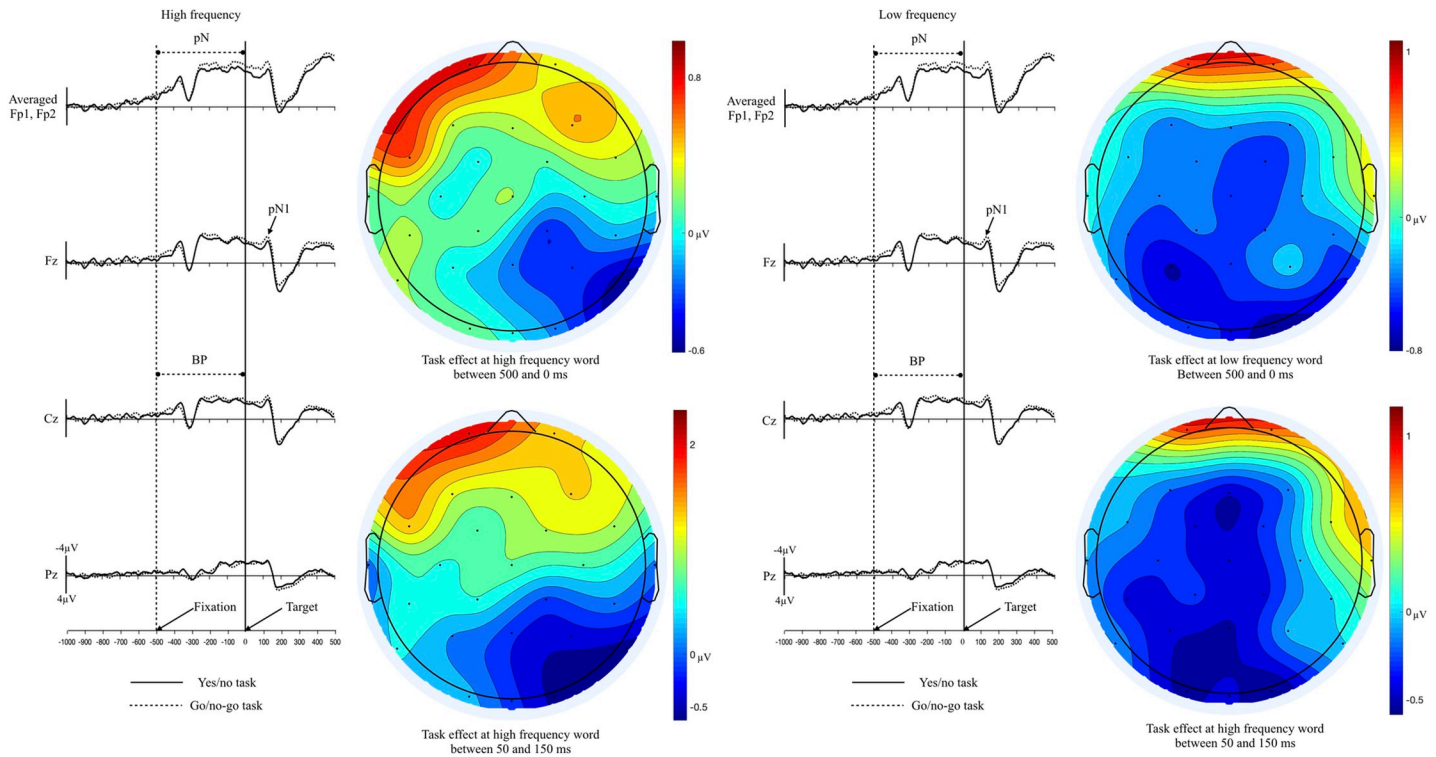 High frequency
pN
Averaged
Fp1, Fp2
pN1
Fz
BP
Cz
-4µV
Pz
4µV
Fixation
Target
-1000 -900 -800 -700 -600 -500 -400 -300 -200 -100 0 100 200 300 400 500
Yes/no task
Go/no-go task
0.8
0 µV
-0.6
Task effect at high frequency word
between 500 and 0 ms
2
0 µV
-0.5
Task effect at high frequency word
between 50 and 150 ms
Low frequency
pN
Averaged
Fp1, Fp2
pN1
Fz
BP
Cz
-4µV
Pz
4µV
Fixation
Target
-1000 -900 -800 -700 -600 -500 -400 -300 -200 -100 0 100 200 300 400 500
Yes/no task
Go/no-go task
1
0 µV
-0.8
Task effect at low frequency word
Between 500 and 0 ms
1
0 µV
-0.5
Task effect at high frequency word
between 50 and 150 ms